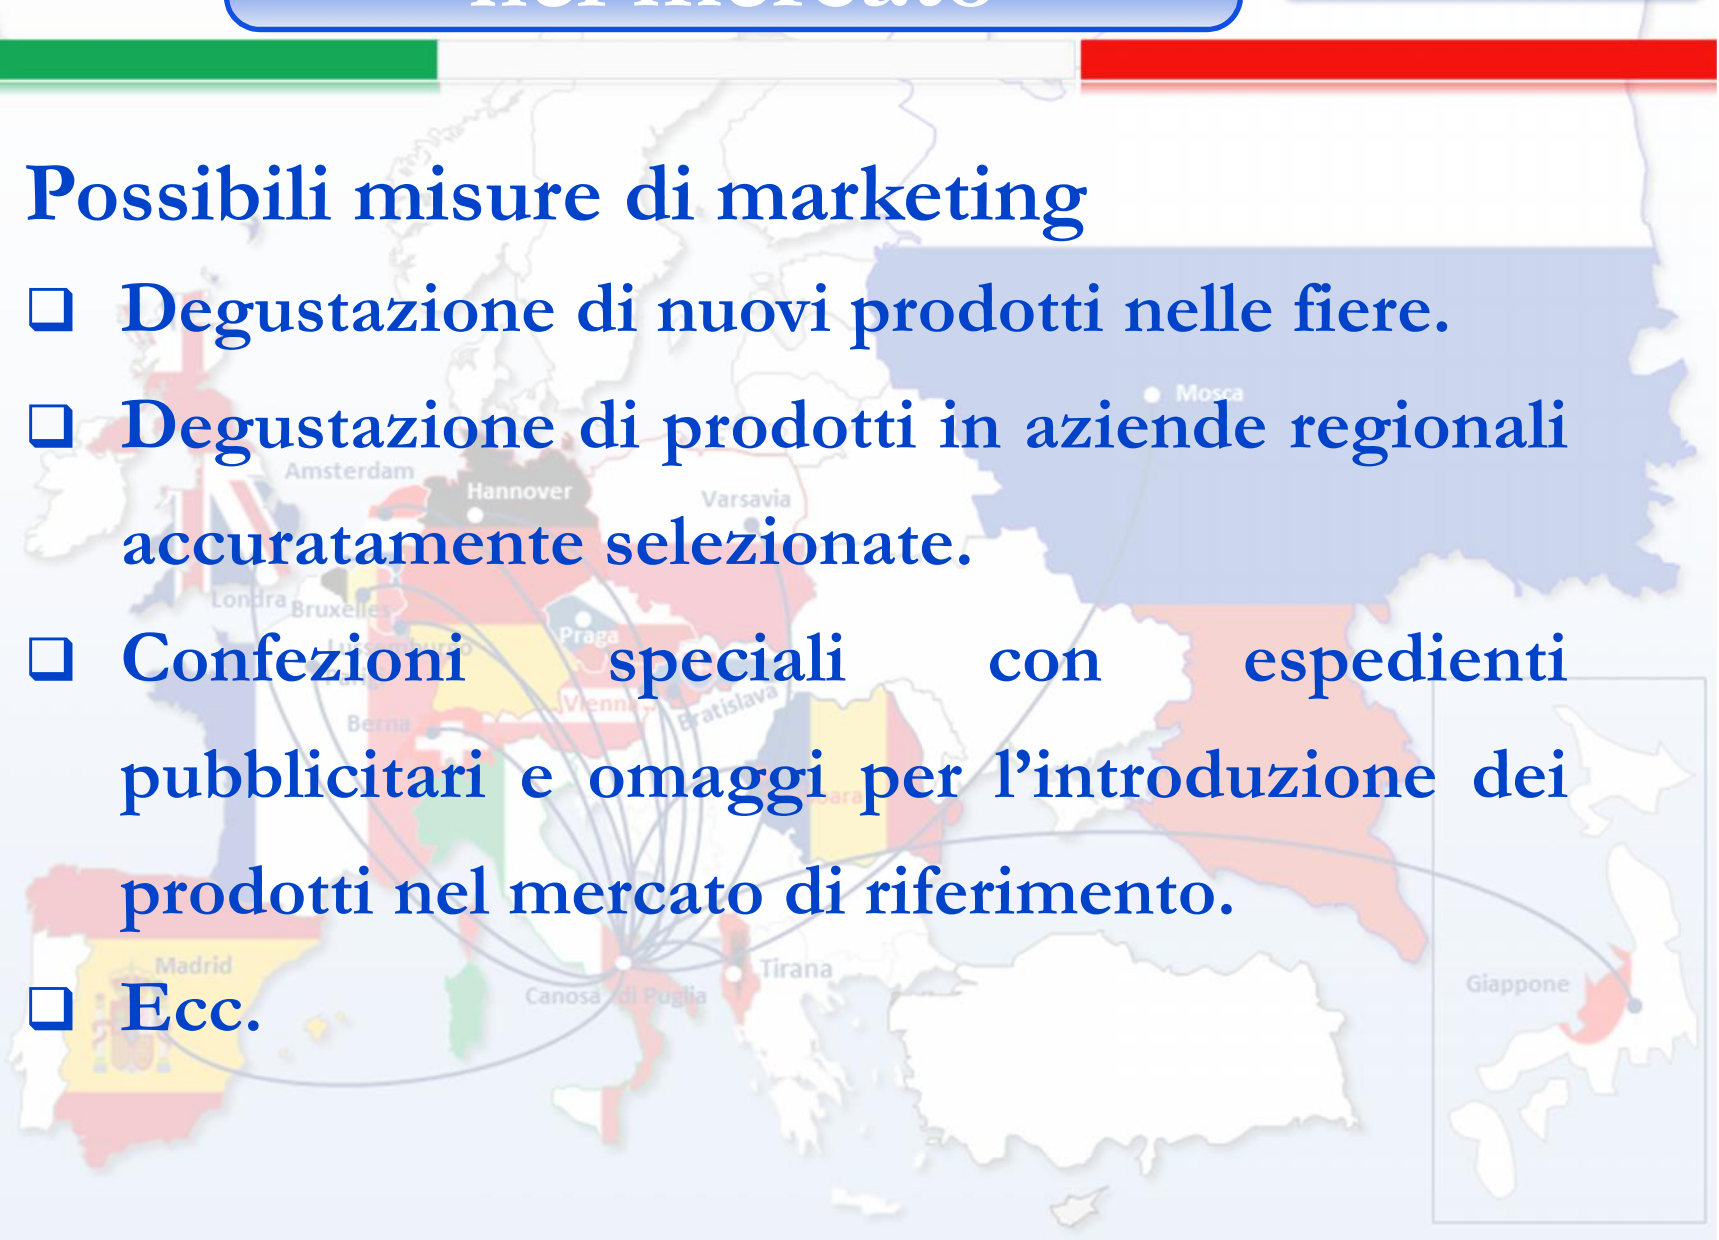 nel mercato
Possibili misure di marketing
❑ Degustazione di nuovi prodotti nelle fiere.
❑ Degustazione di prodotti in aziende regionali
accuratamente selezionate.
❑ Confezioni speciali con espedienti
pubblicitari e omaggi per l’introduzione dei
prodotti nel mercato di riferimento.
❑ Ecc.
Mosca
Amsterdam
Hannover
Varsavia
Londra
Bruxelles
Praga
Vienna
Bratislava
Berna
Madrid
Canosa di Puglia
Tirana
Giappone